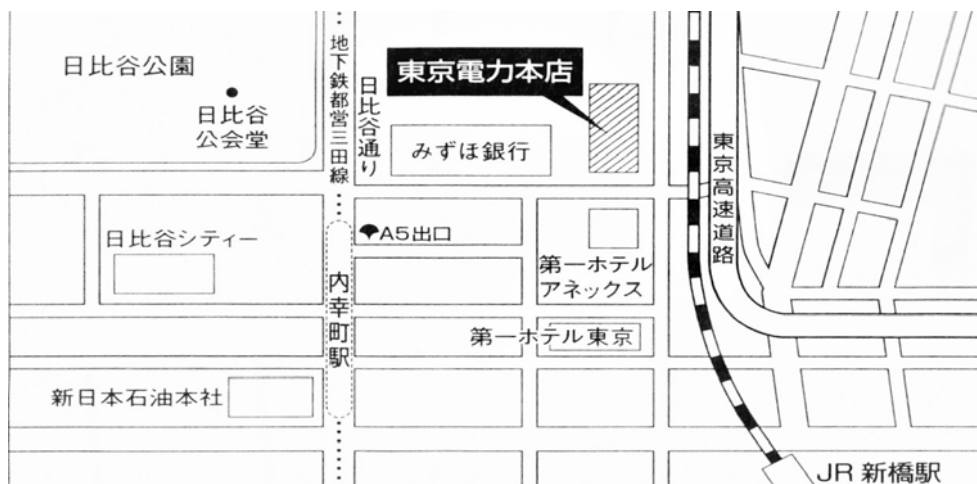 日比谷公園
日比谷
公会堂
地下鉄都営三田線
日比谷通り
東京電力本店
みずほ銀行
東京高速道路
日比谷シティー
A5出口
第一ホテル
アネックス
内幸町駅
第一ホテル東京
新日本石油本社
JR 新橋駅